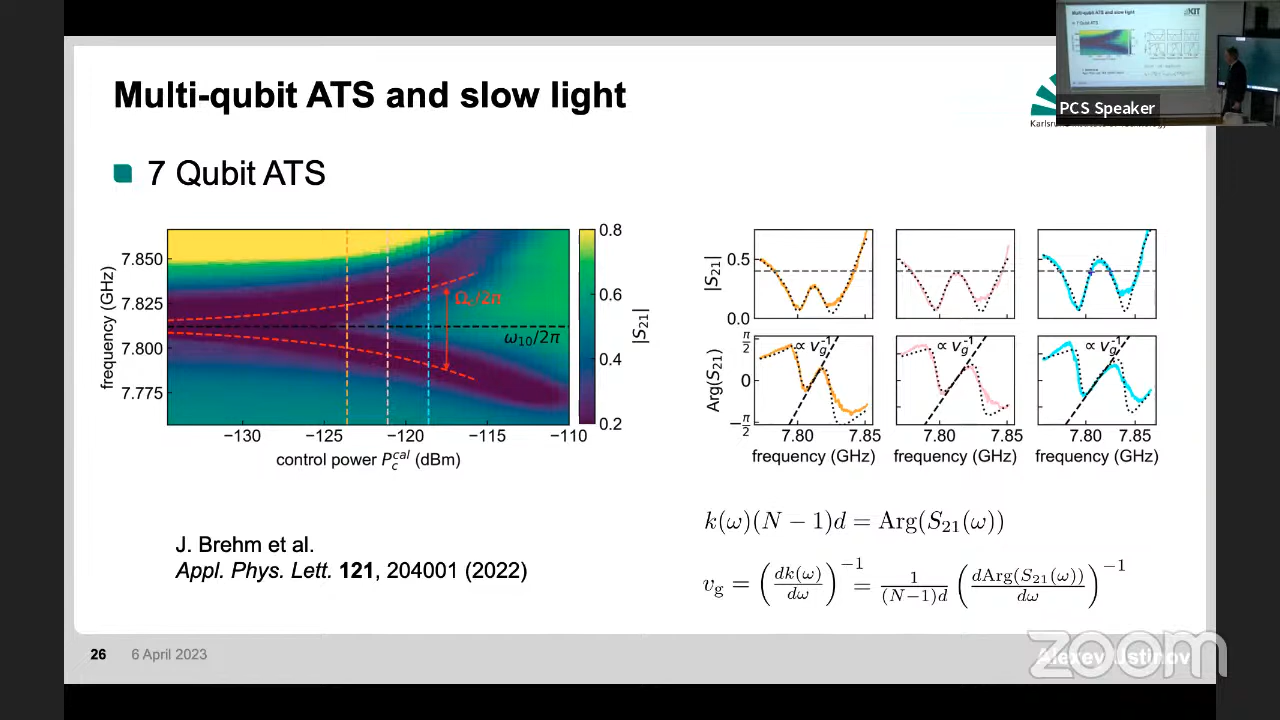 Multi-qubit ATS and slow light
PCS Speaker
7 Qubit ATS
7.850
7.825
7.800
7.775
frequency (GHz)
−130
−125
−120
−115
−110
control power P_c^{cal} (dBm)
Ω_c/2π
ω₁₀/2π
0.8
0.6
0.4
0.2
|S₂₁|
|S₂₁|
0.5
0.0
Arg(S₂₁)
π/2
0
−π/2
∝ v_g^{-1}
∝ v_g^{-1}
∝ v_g^{-1}
7.80 7.85
7.80 7.85
7.80 7.85
frequency (GHz)
frequency (GHz)
frequency (GHz)
k(ω)(N − 1)d = Arg(S₂₁(ω))
v_g = (dk(ω)/dω)^{−1} = 1/((N−1)d) (dArg(S₂₁(ω))/dω)^{−1}
J. Brehm et al.
Appl. Phys. Lett. 121, 204001 (2022)
26
6 April 2023
Alexey Ustinov
zoom